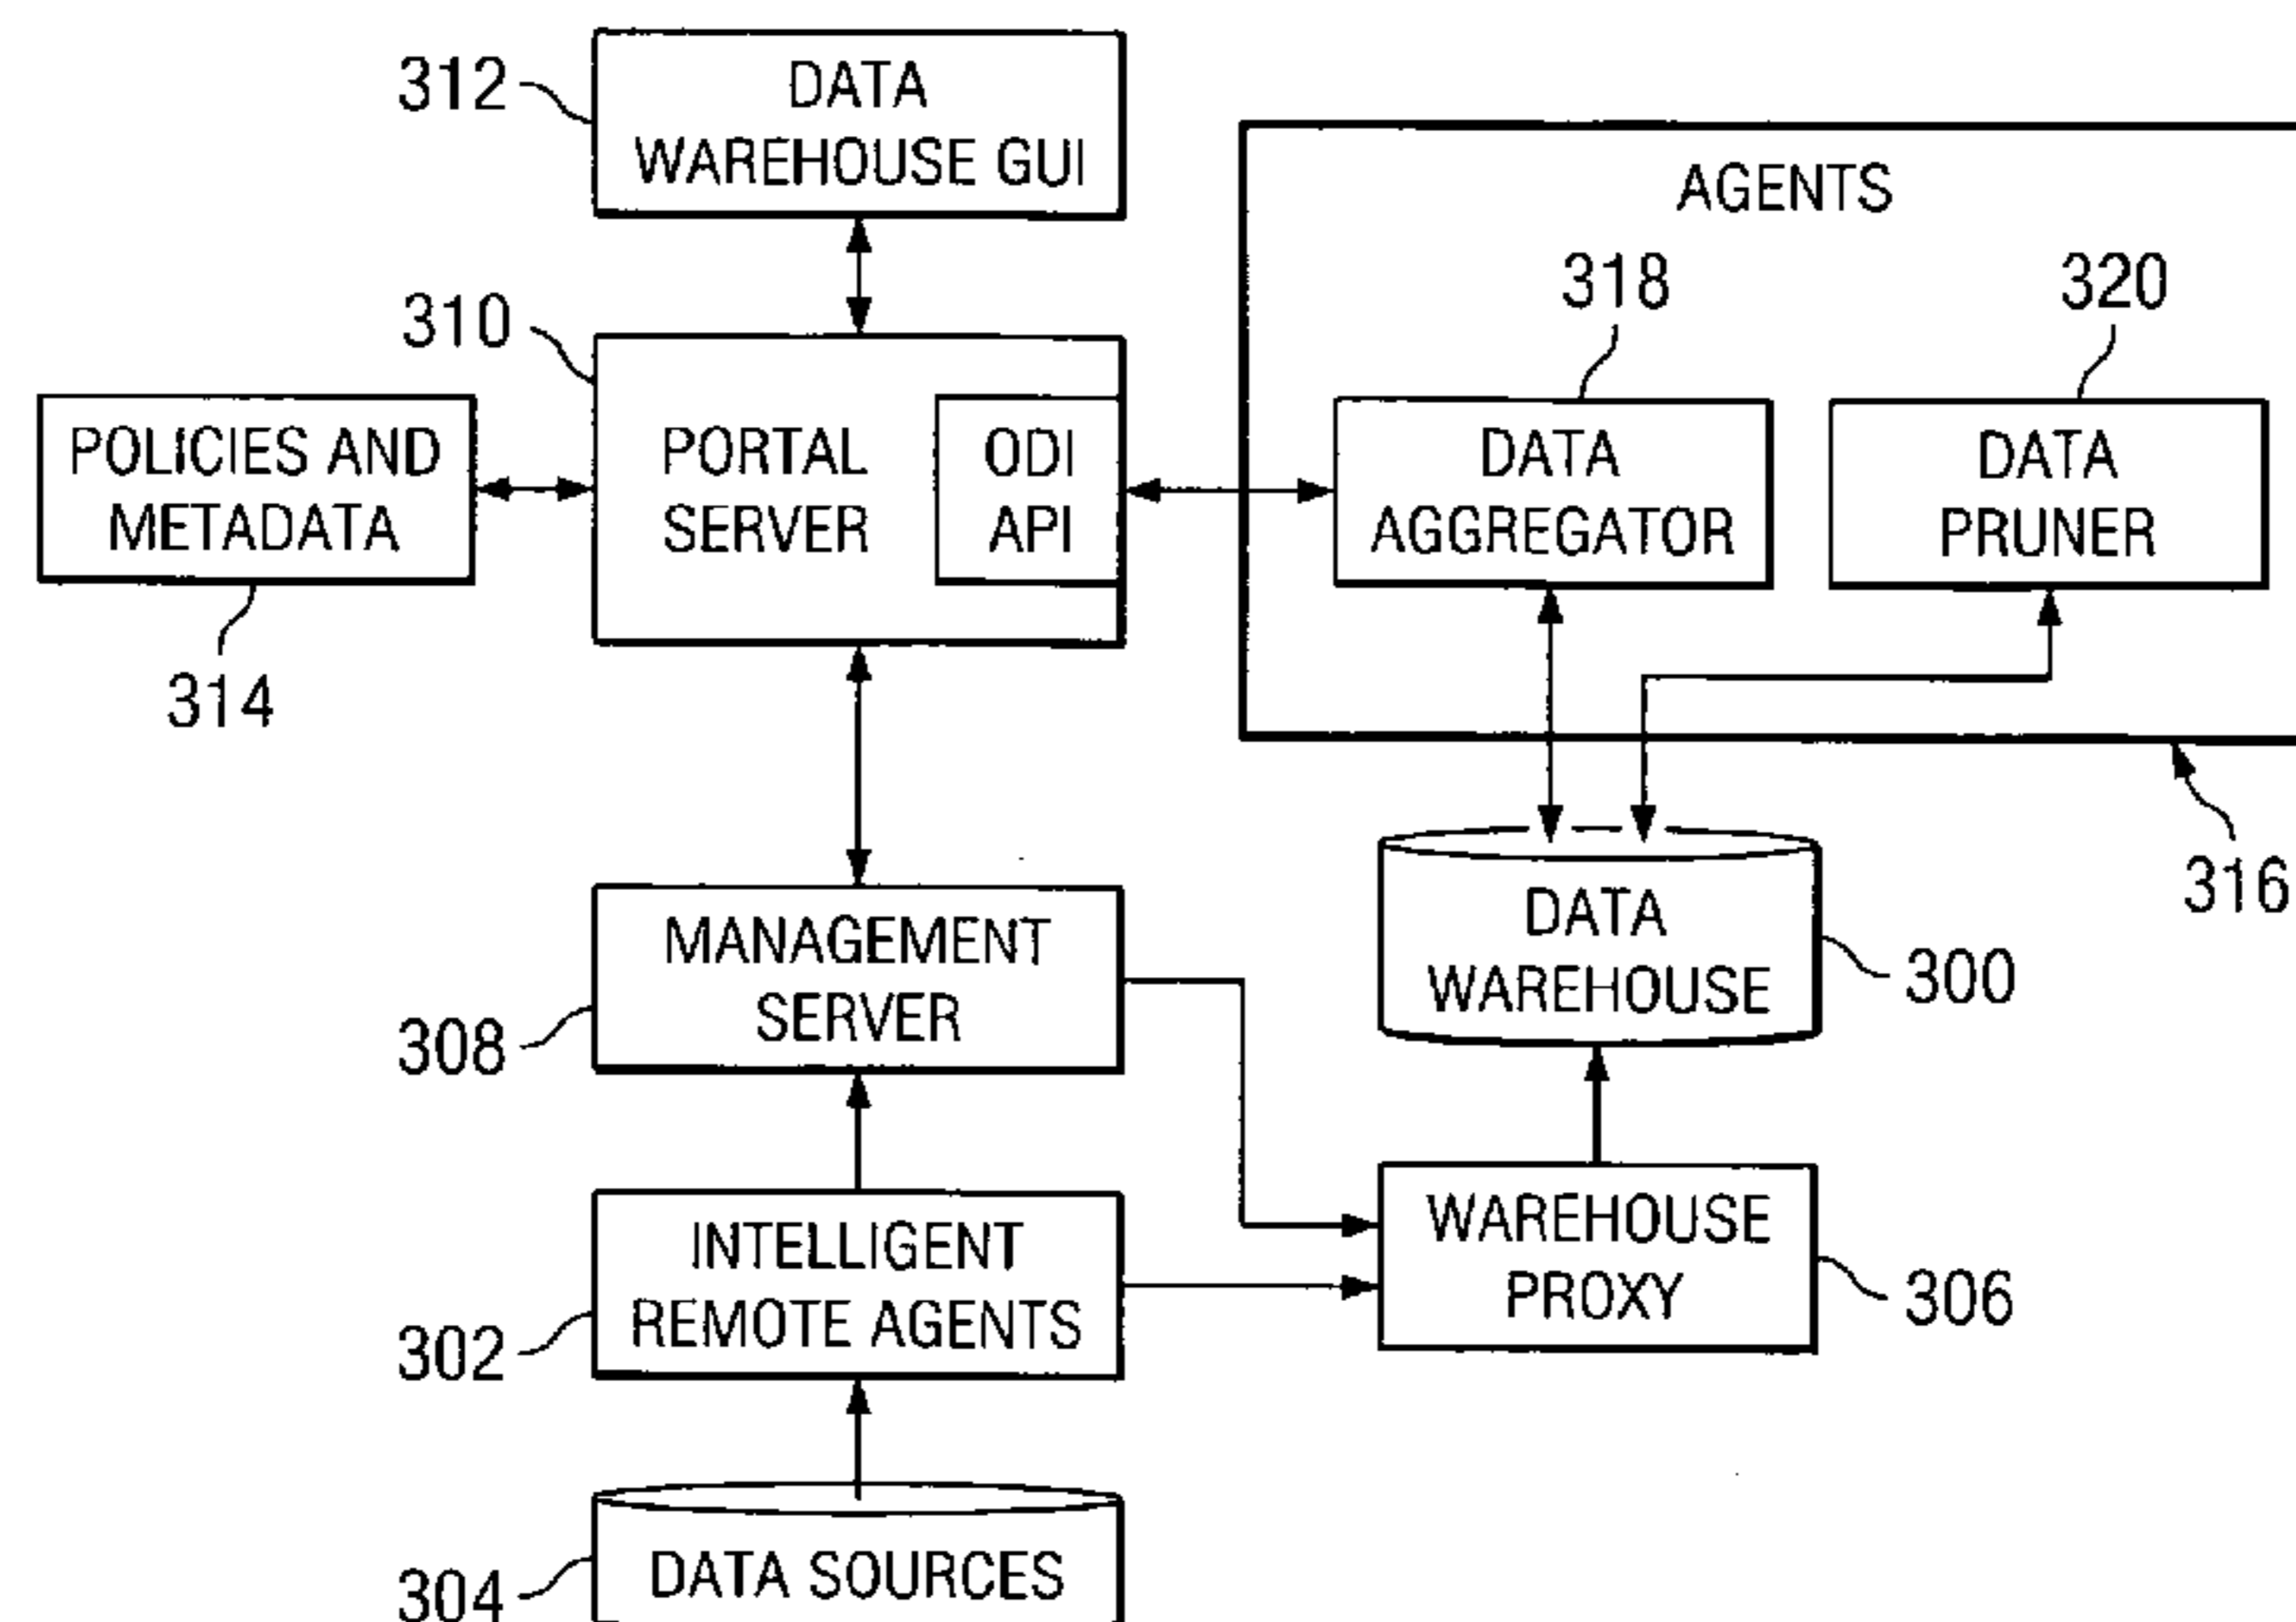 312
DATA
WAREHOUSE GUI
AGENTS
310
318
320
POLICIES AND
METADATA
PORTAL
SERVER
ODI
API
DATA
AGGREGATOR
DATA
PRUNER
314
316
MANAGEMENT
SERVER
308
DATA
WAREHOUSE
300
INTELLIGENT
REMOTE AGENTS
302
WAREHOUSE
PROXY
306
DATA SOURCES
304